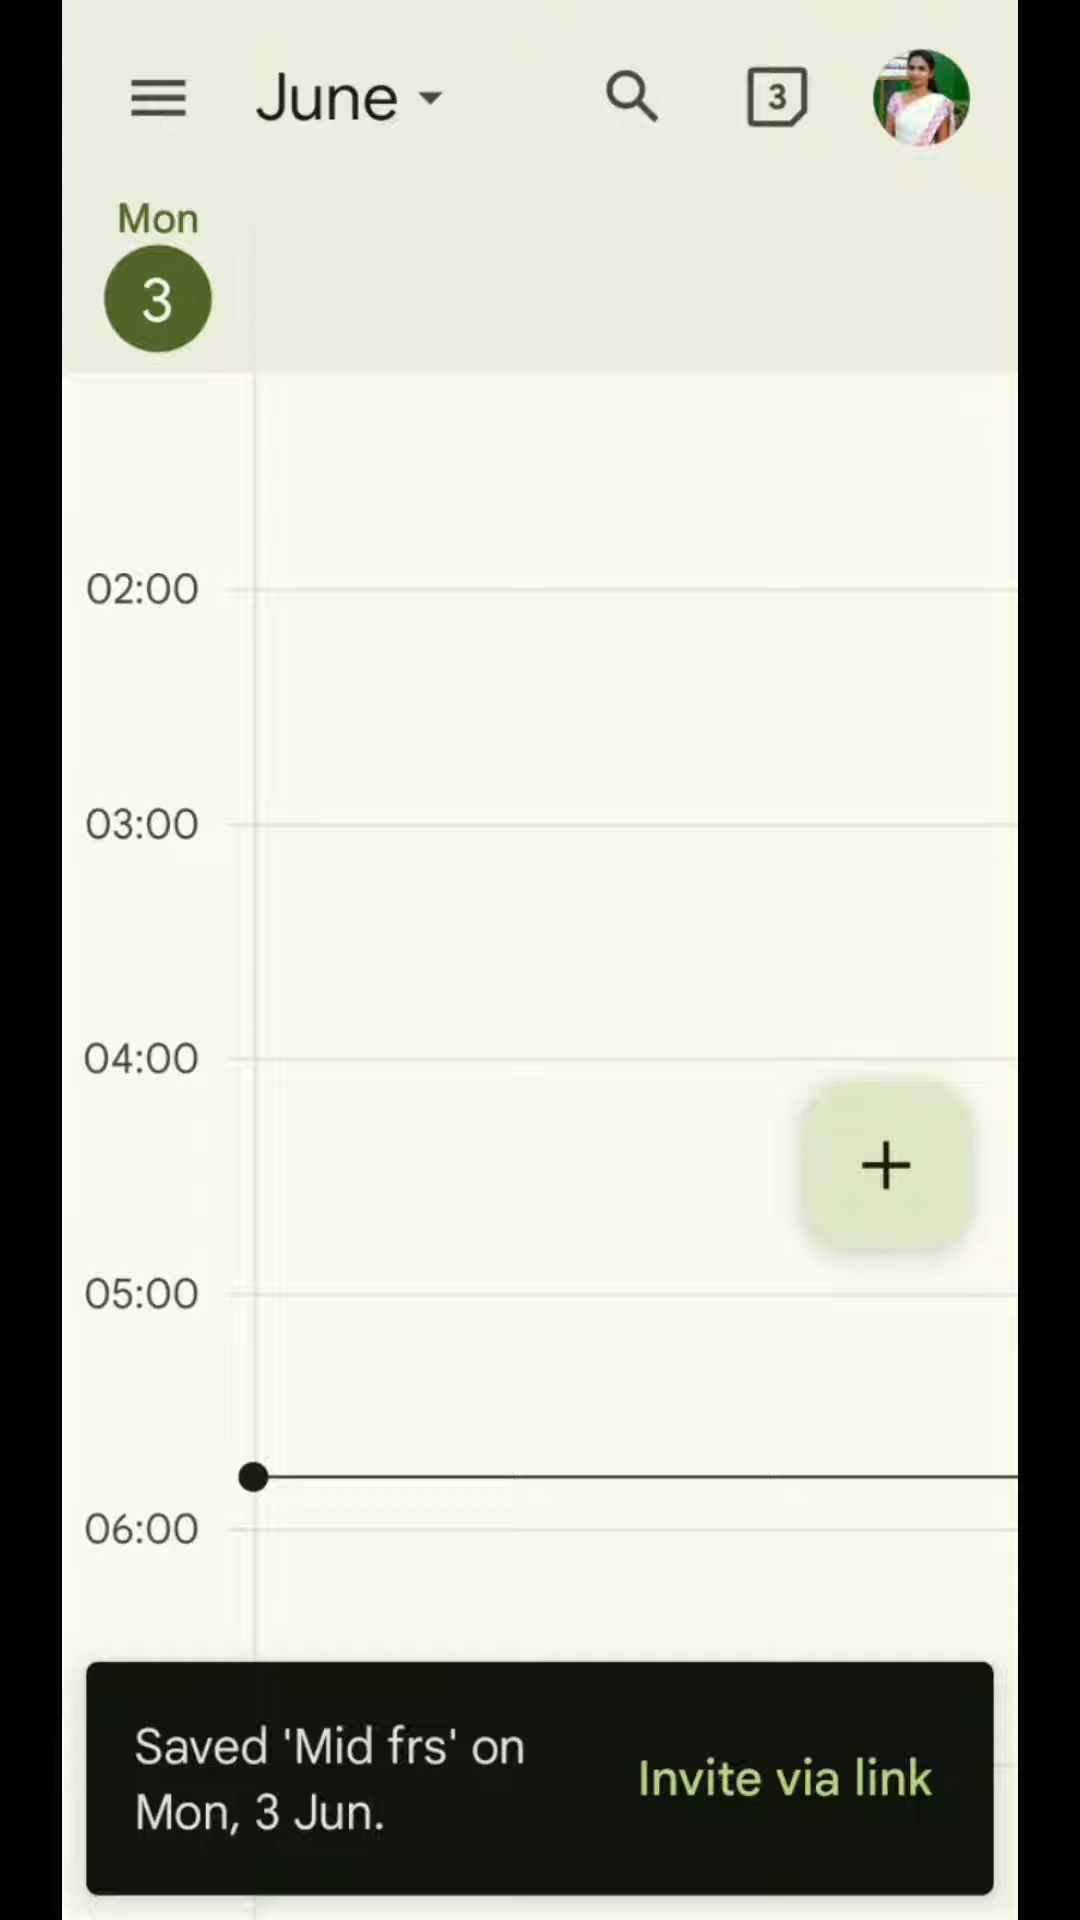 June
3
Mon
3
02:00
03:00
04:00
05:00
06:00
Saved 'Mid frs' on
Mon, 3 Jun.
Invite via link